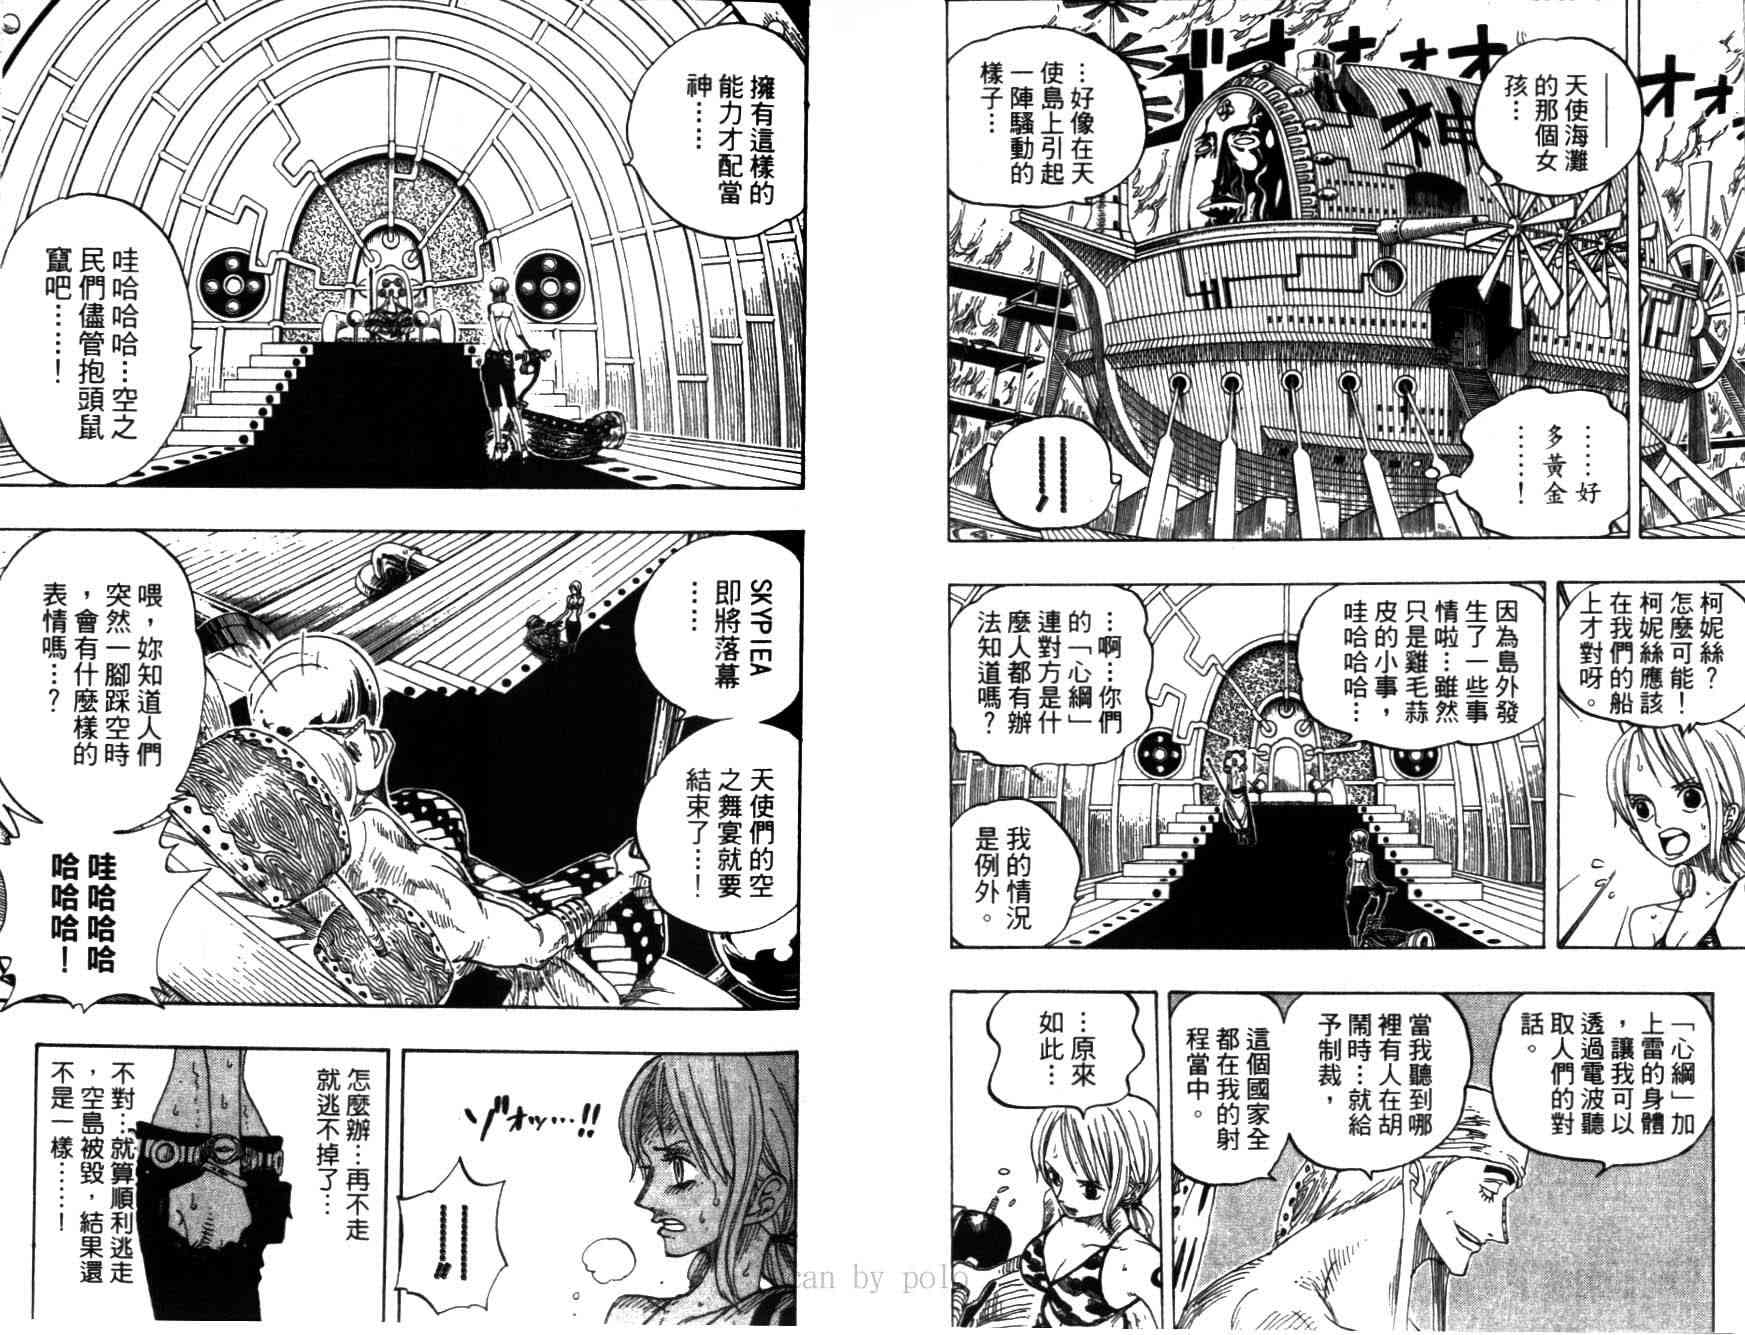 ——
天使海灘
的那個女
孩…
…好像在天
使島上引起
一陣騷動的
樣子…
神
ゴオオオオオオ
……好
多黃金
……！
…………！！
柯妮絲？
怎麼可能！
柯妮絲應該
在我們的船
上才對呀。
因為島外發
生了一些事
情啦…雖然
只是雞毛蒜
皮的小事，
哇哈哈哈…
…啊…你們
的「心綱」
連對方是什
麼人都有辦
法知道嗎？
我的情況
是例外。
「心綱」加
上雷的身體
，讓我可以
透過電波聽
取人們的對
話。
當我聽到哪
裡有人在胡
鬧時…就給
予制裁，
這個國家全
都在我的射
程當中。
…原來
如此…
擁有這樣的
能力才配當
神……
哇哈哈哈…空之
民們儘管抱頭鼠
竄吧………！
SKYPIEA
即將落幕
……
天使們的空
之舞宴就要
結束了……！
喂，妳知道人們
突然一腳踩空時
，會有什麼樣的
表情嗎…？
哇哈哈哈
哈哈哈！
ゾオッ…!!
…………!!
怎麼辦…再不走
就逃不掉了…
不對…就算順利逃走
，空島被毀，結果還
不是一樣……！
can by polo